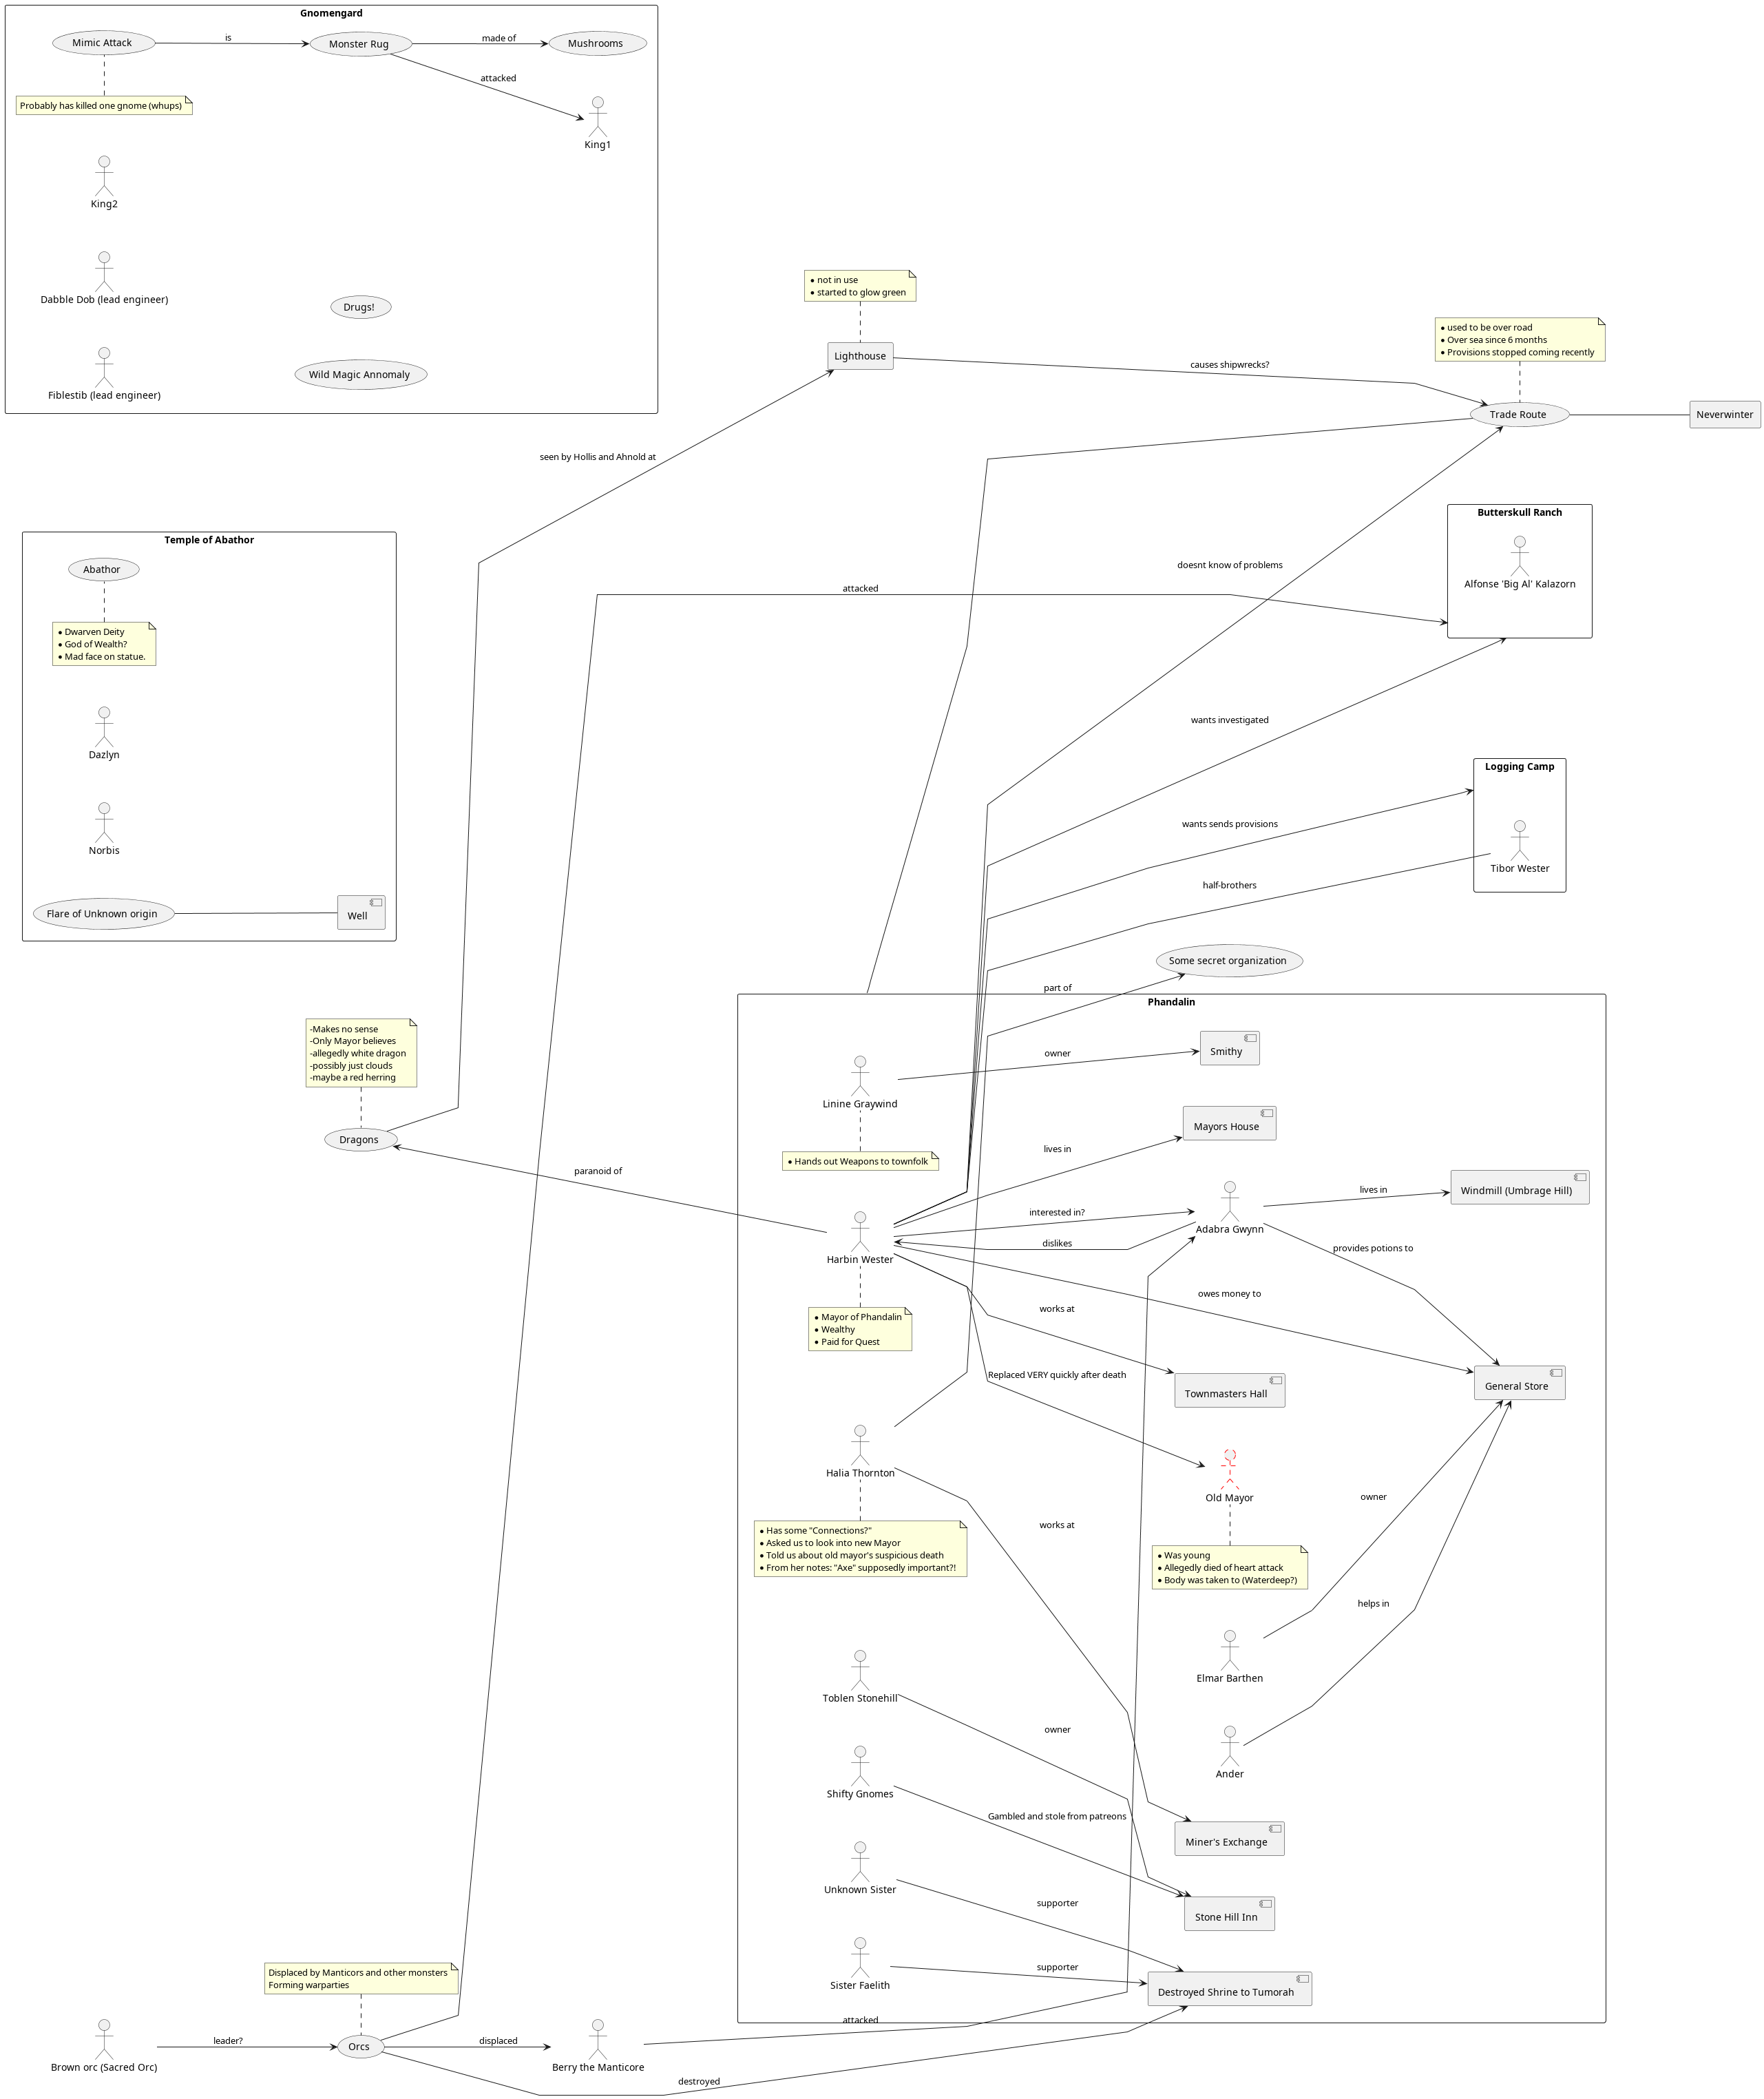 Gnomengard
Mimic Attack
is
Monster Rug
made of
Mushrooms
attacked
Probably has killed one gnome (whups)
King1
King2
Dabble Dob (lead engineer)
Drugs!
Fiblestib (lead engineer)
Wild Magic Annomaly
• not in use
• started to glow green
Lighthouse
causes shipwrecks?
• used to be over road
• Over sea since 6 months
• Provisions stopped coming recently
Trade Route
Neverwinter
seen by Hollis and Ahnold at
Temple of Abathor
Abathor
• Dwarven Deity
• God of Wealth?
• Mad face on statue.
Dazlyn
Norbis
Flare of Unknown origin
Well
doesnt know of problems
attacked
Butterskull Ranch
Alfonse 'Big Al' Kalazorn
wants investigated
Logging Camp
wants sends provisions
Tibor Wester
half-brothers
Some secret organization
part of
-Makes no sense
-Only Mayor believes
-allegedly white dragon
-possibly just clouds
-maybe a red herring
Dragons
paranoid of
Phandalin
Linine Graywind
owner
Smithy
• Hands out Weapons to townfolk
lives in
Mayors House
Harbin Wester
interested in?
Adabra Gwynn
dislikes
lives in
Windmill (Umbrage Hill)
provides potions to
• Mayor of Phandalin
• Wealthy
• Paid for Quest
owes money to
works at
Townmasters Hall
General Store
Replaced VERY quickly after death
Halia Thornton
Old Mayor
• Has some "Connections?"
• Asked us to look into new Mayor
• Told us about old mayor's suspicious death
• From her notes: "Axe" supposedly important?!
works at
• Was young
• Allegedly died of heart attack
• Body was taken to (Waterdeep?)
owner
helps in
Elmar Barthen
Toblen Stonehill
owner
Ander
Shifty Gnomes
Gambled and stole from patreons
Miner's Exchange
Unknown Sister
supporter
Stone Hill Inn
Sister Faelith
supporter
Destroyed Shrine to Tumorah
Displaced by Manticors and other monsters
Forming warparties
Brown orc (Sacred Orc)
leader?
Orcs
displaced
Berry the Manticore
attacked
destroyed